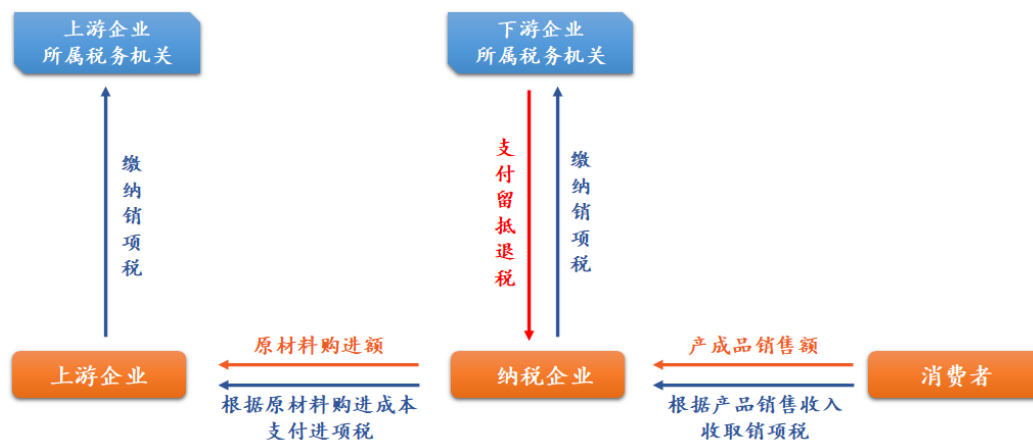 上游企业
所属税务机关
下游企业
所属税务机关
缴纳销项税
支付留抵退税
缴纳销项税
原材料购进额
产成品销售额
上游企业
纳税企业
消费者
根据原材料购进成本
支付进项税
根据产品销售收入
收取销项税